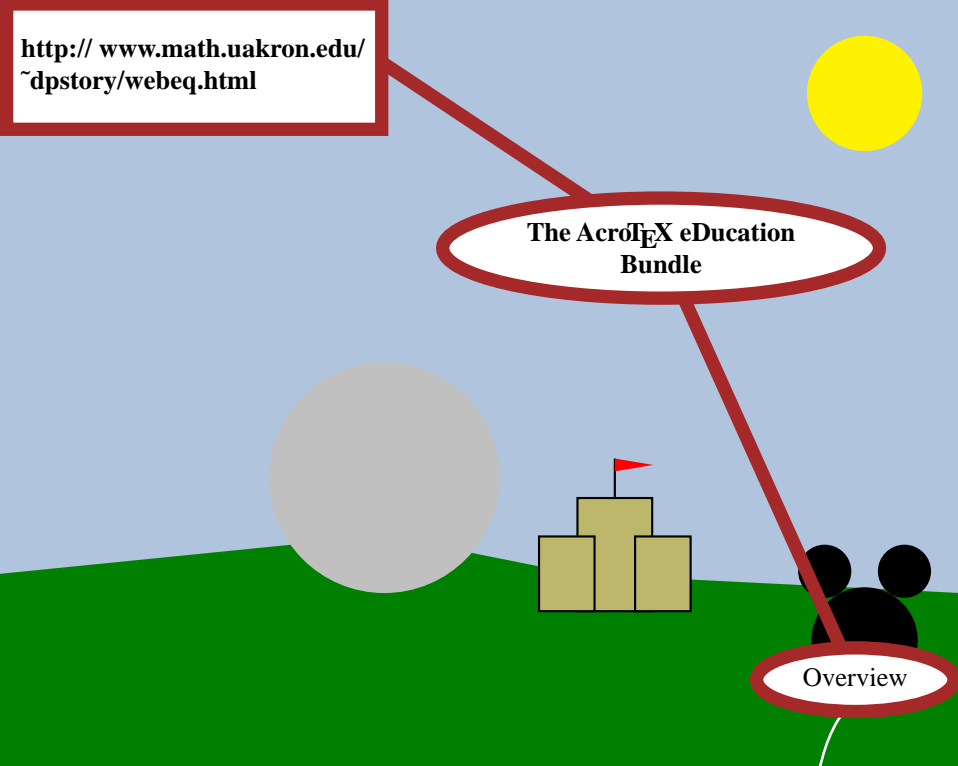 http:// www.math.uakron.edu/
˜dpstory/webeq.html
The AcroTEX eDucation
Bundle
Overview